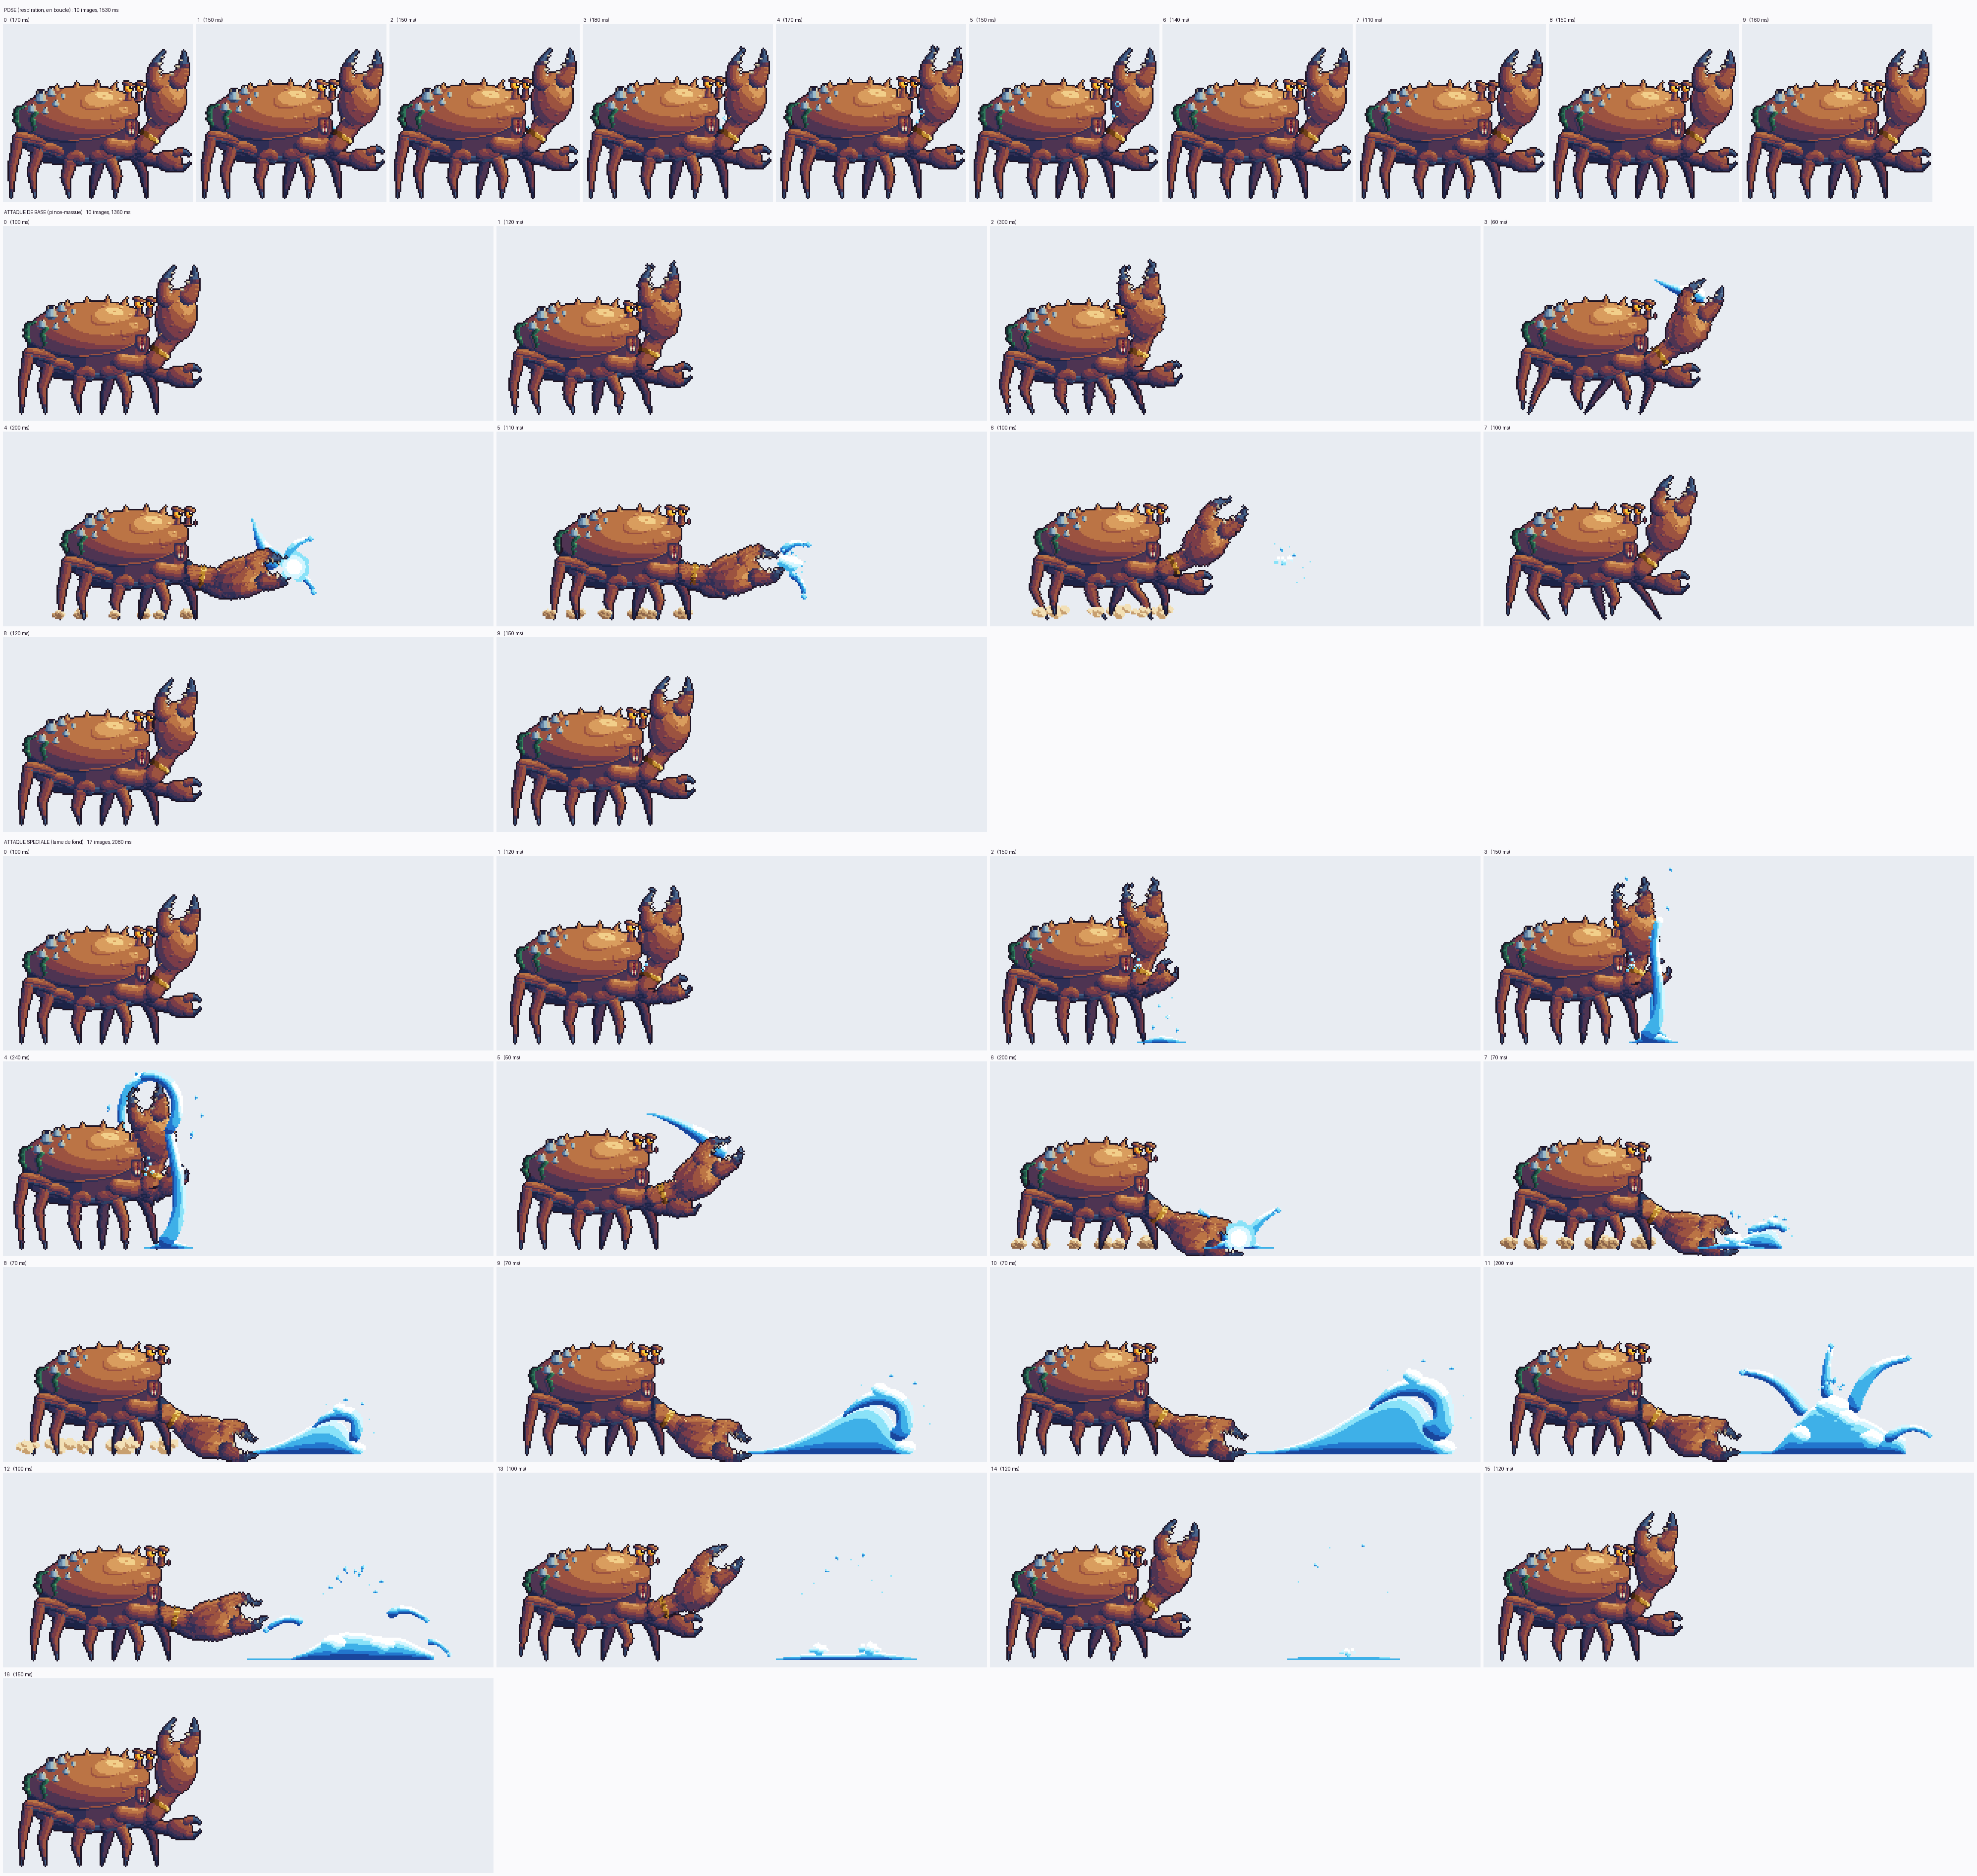 POSE (respiration, en boucle) : 10 images, 1530 ms
0 (170 ms) 1 (150 ms) 2 (150 ms) 3 (180 ms) 4 (170 ms) 5 (150 ms) 6 (140 ms) 7 (110 ms) 8 (150 ms) 9 (160 ms)
ATTAQUE DE BASE (pince-massue) : 10 images, 1360 ms
0 (100 ms) 1 (120 ms) 2 (300 ms) 3 (60 ms)
4 (200 ms) 5 (110 ms) 6 (100 ms) 7 (100 ms)
8 (120 ms) 9 (150 ms)
ATTAQUE SPECIALE (lame de fond) : 17 images, 2080 ms
0 (100 ms) 1 (120 ms) 2 (150 ms) 3 (150 ms)
4 (240 ms) 5 (50 ms) 6 (200 ms) 7 (70 ms)
8 (70 ms) 9 (70 ms) 10 (70 ms) 11 (200 ms)
12 (100 ms) 13 (100 ms) 14 (120 ms) 15 (120 ms)
16 (150 ms)